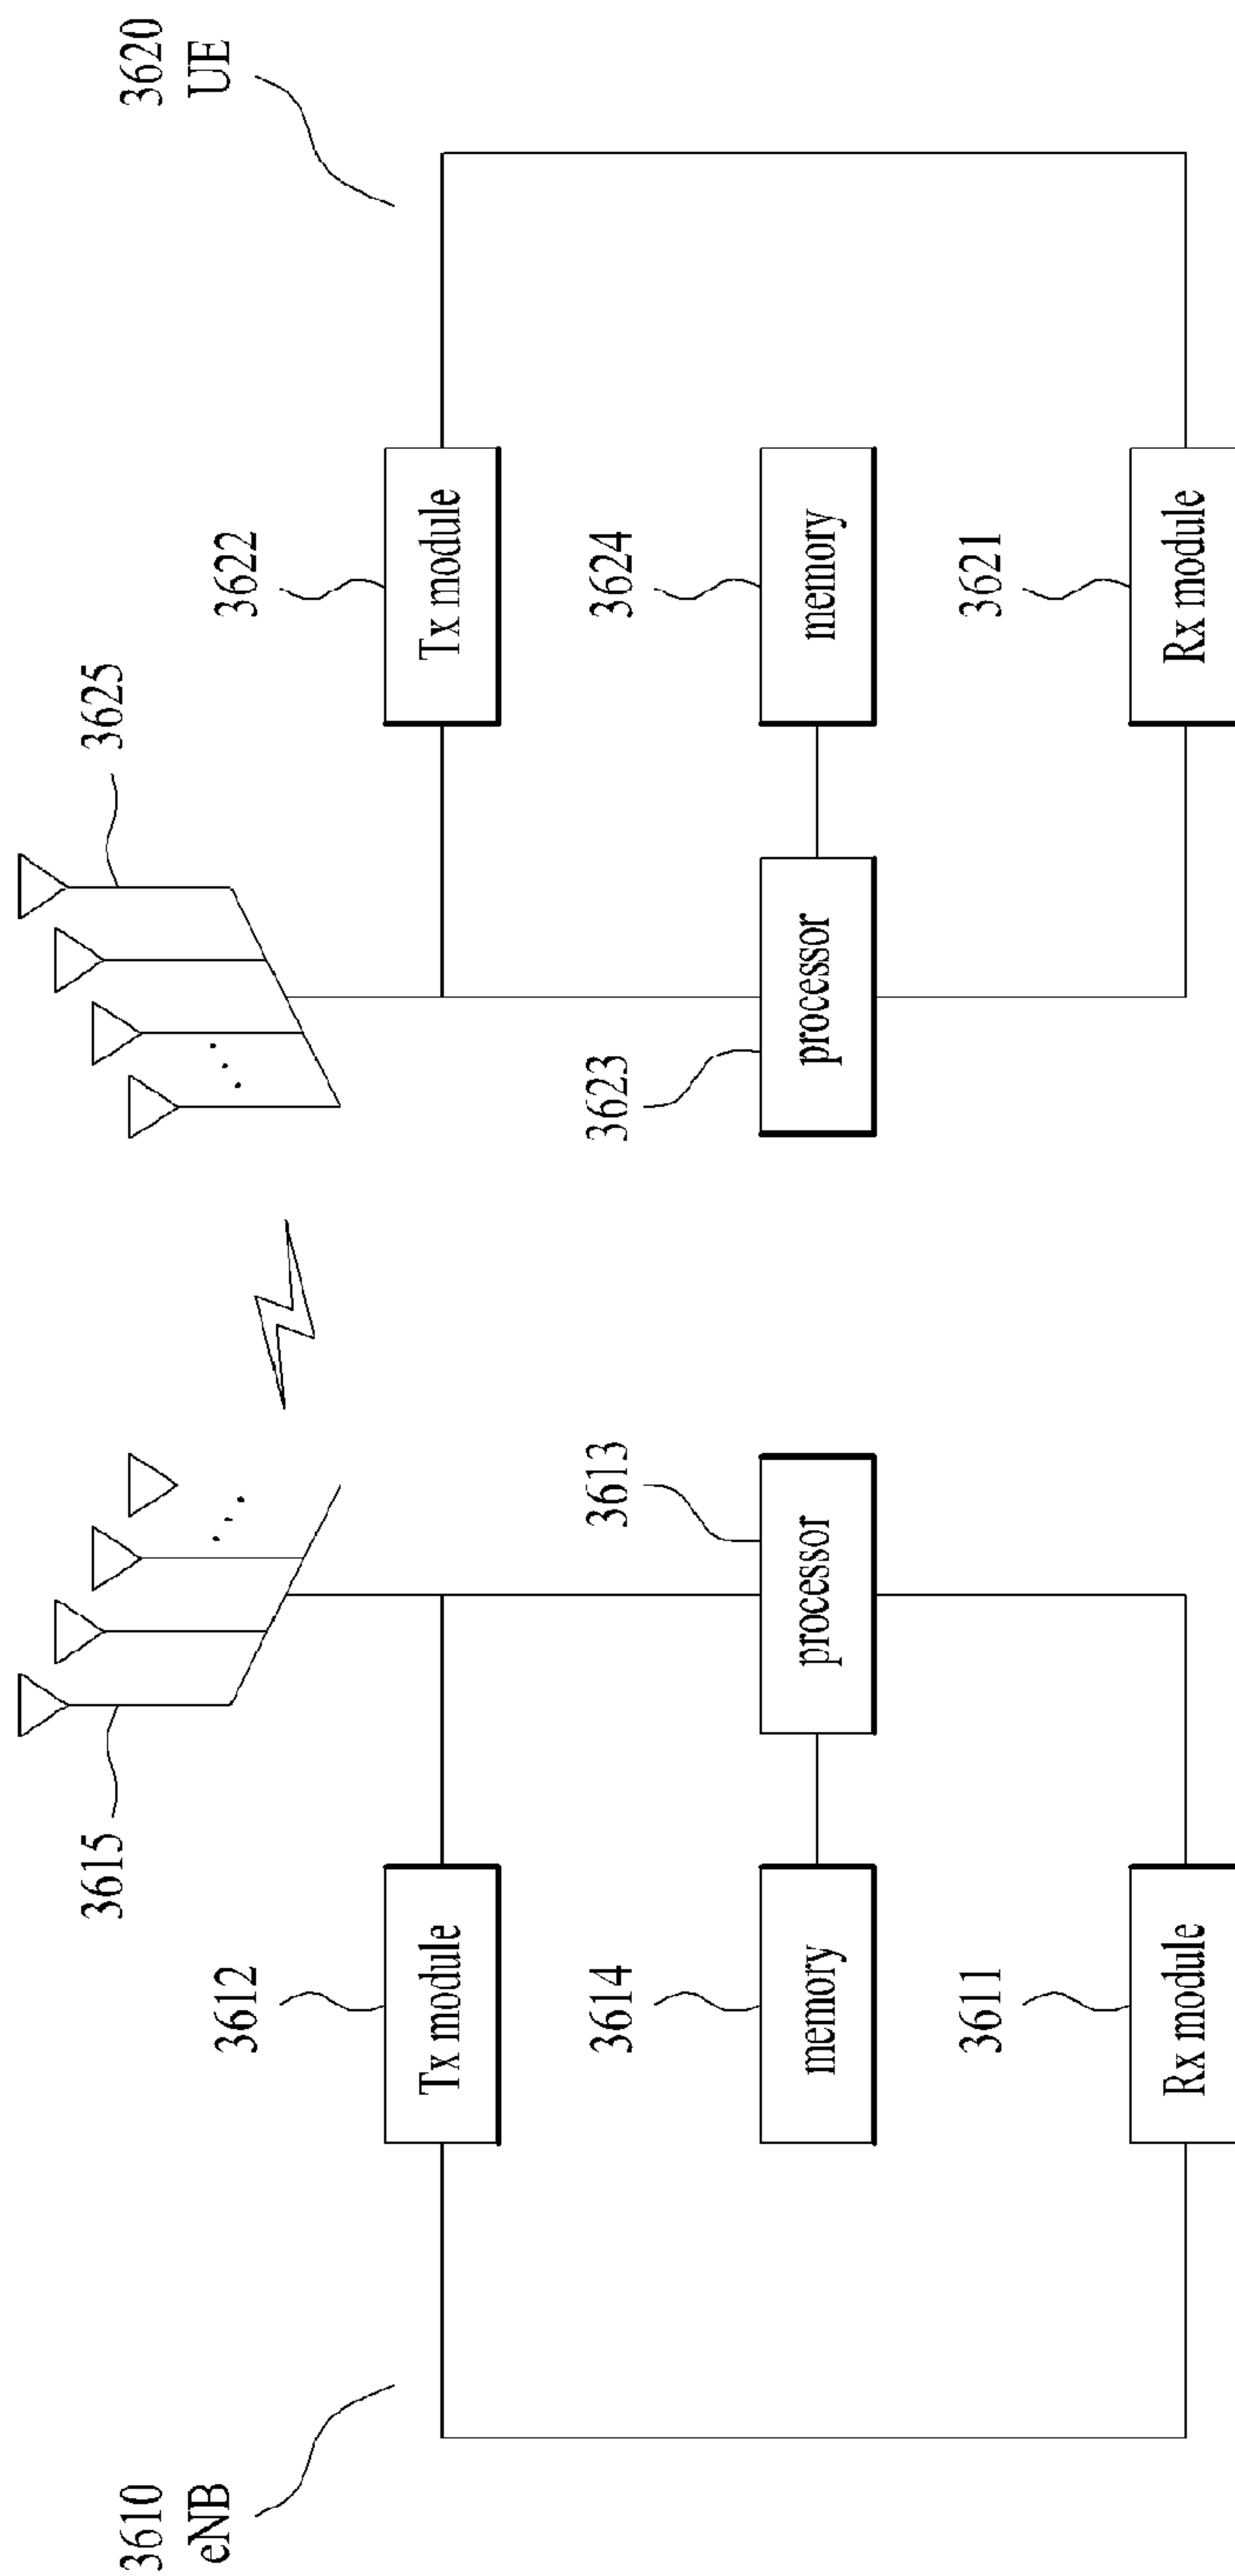 3610
eNB
3620
UE
3615
3625
3612
Tx module
3622
Tx module
3613
processor
3623
processor
3614
memory
3624
memory
3611
Rx module
3621
Rx module